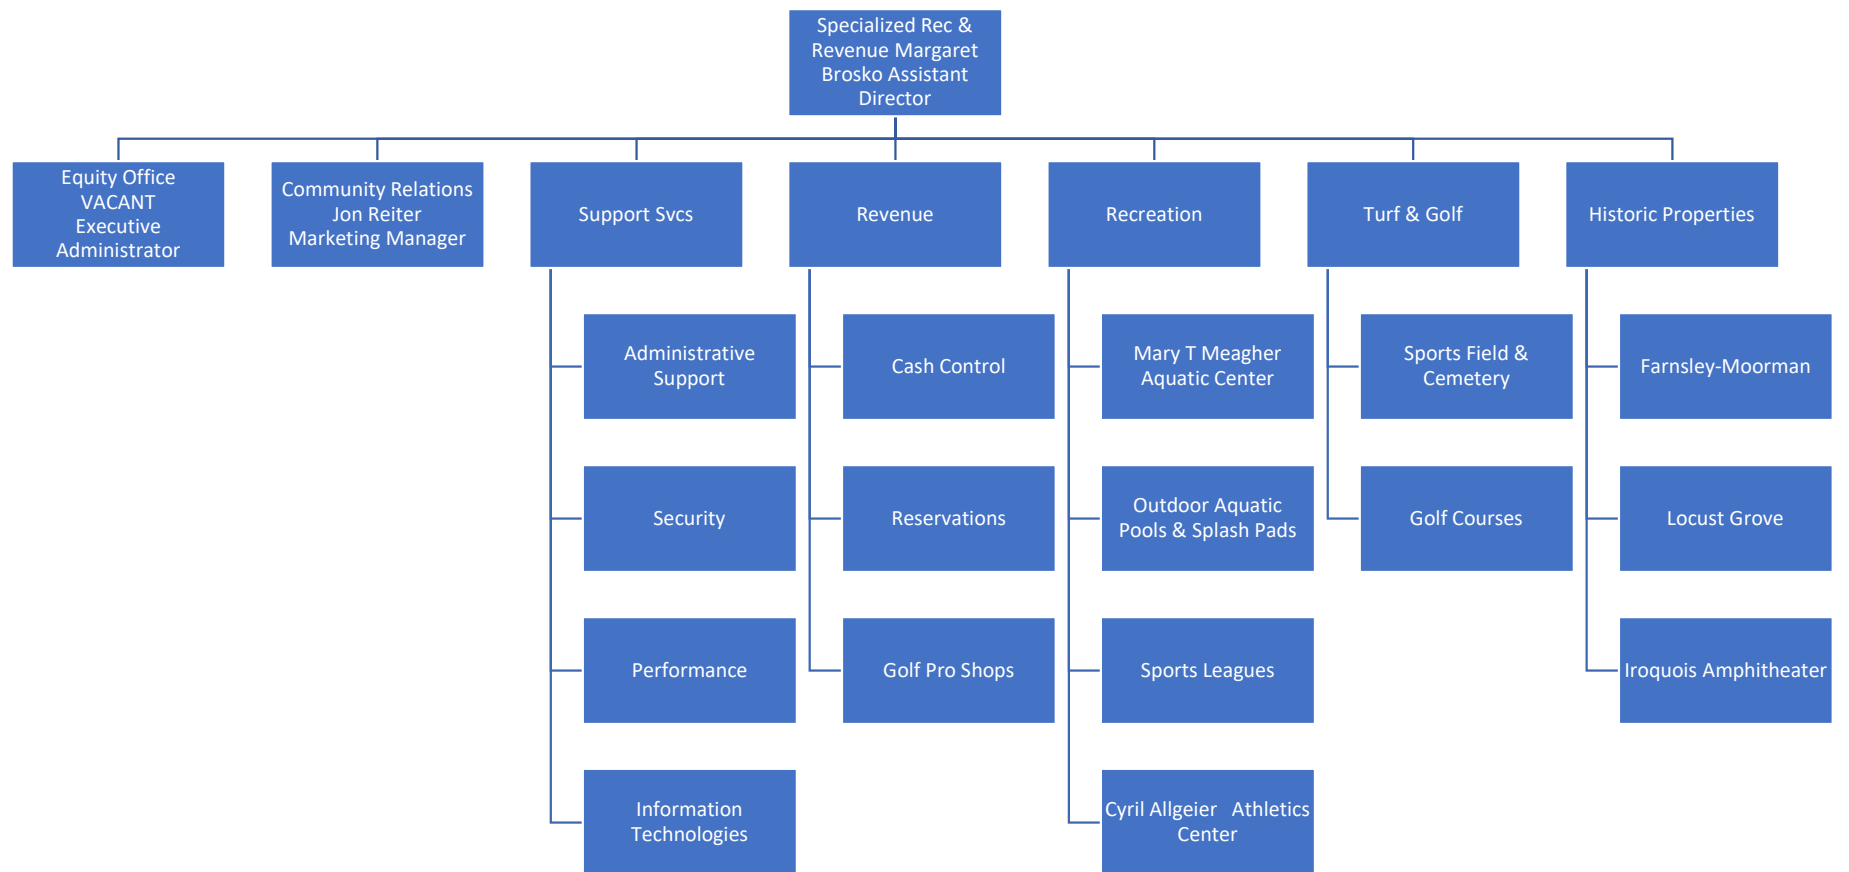 Specialized Rec &
Revenue Margaret
Brosko Assistant
Director
Equity Office
VACANT
Executive
Administrator
Community Relations
Jon Reiter
Marketing Manager
Support Svcs
Revenue
Recreation
Turf & Golf
Historic Properties
Administrative
Support
Cash Control
Mary T Meagher
Aquatic Center
Sports Field &
Cemetery
Farnsley-Moorman
Security
Reservations
Outdoor Aquatic
Pools & Splash Pads
Golf Courses
Locust Grove
Performance
Golf Pro Shops
Sports Leagues
Iroquois Amphitheater
Information
Technologies
Cyril Allgeier Athletics
Center